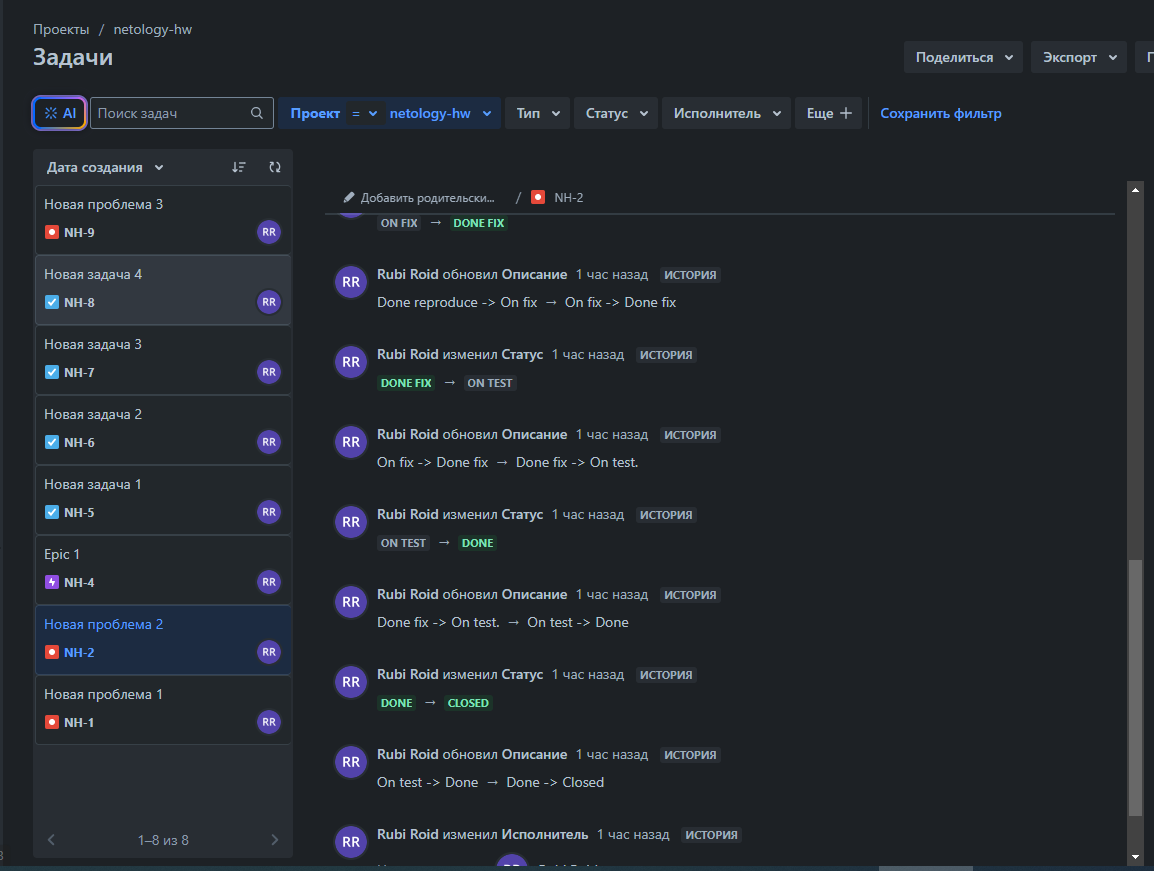 Проекты / netology-hw
Задачи
Поделиться
Экспорт
AI
Поиск задач
Проект = netology-hw
Тип
Статус
Исполнитель
Еще
Сохранить фильтр
Дата создания
Новая проблема 3
NH-9
RR
Новая задача 4
NH-8
RR
Новая задача 3
NH-7
RR
Новая задача 2
NH-6
RR
Новая задача 1
NH-5
RR
Epic 1
NH-4
RR
Новая проблема 2
NH-2
RR
Новая проблема 1
NH-1
RR
1–8 из 8
Добавить родительски... / NH-2
ON FIX → DONE FIX
RR
Rubi Roid обновил Описание 1 час назад ИСТОРИЯ
Done reproduce -> On fix → On fix -> Done fix
RR
Rubi Roid изменил Статус 1 час назад ИСТОРИЯ
DONE FIX → ON TEST
RR
Rubi Roid обновил Описание 1 час назад ИСТОРИЯ
On fix -> Done fix → Done fix -> On test.
RR
Rubi Roid изменил Статус 1 час назад ИСТОРИЯ
ON TEST → DONE
RR
Rubi Roid обновил Описание 1 час назад ИСТОРИЯ
Done fix -> On test. → On test -> Done
RR
Rubi Roid изменил Статус 1 час назад ИСТОРИЯ
DONE → CLOSED
RR
Rubi Roid обновил Описание 1 час назад ИСТОРИЯ
On test -> Done → Done -> Closed
RR
Rubi Roid изменил Исполнитель 1 час назад ИСТОРИЯ